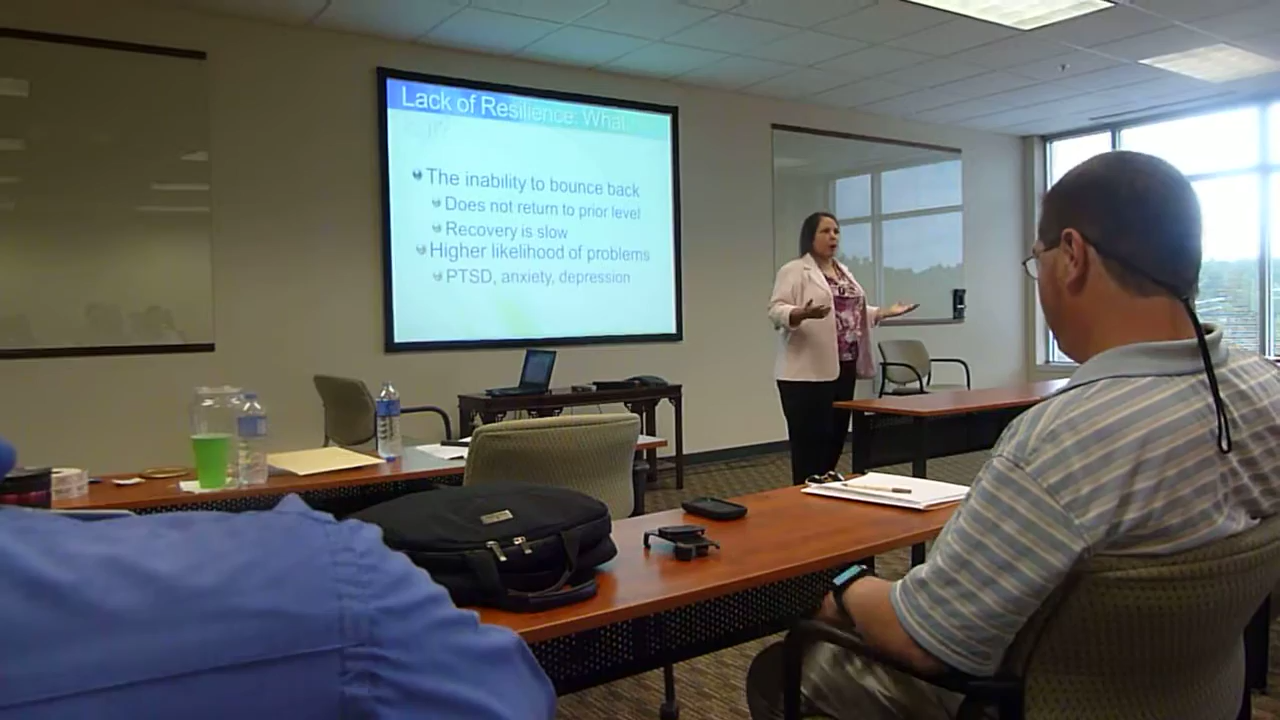 Lack of Resilience: What
The inability to bounce back
Does not return to prior level
Recovery is slow
Higher likelihood of problems
PTSD, anxiety, depression